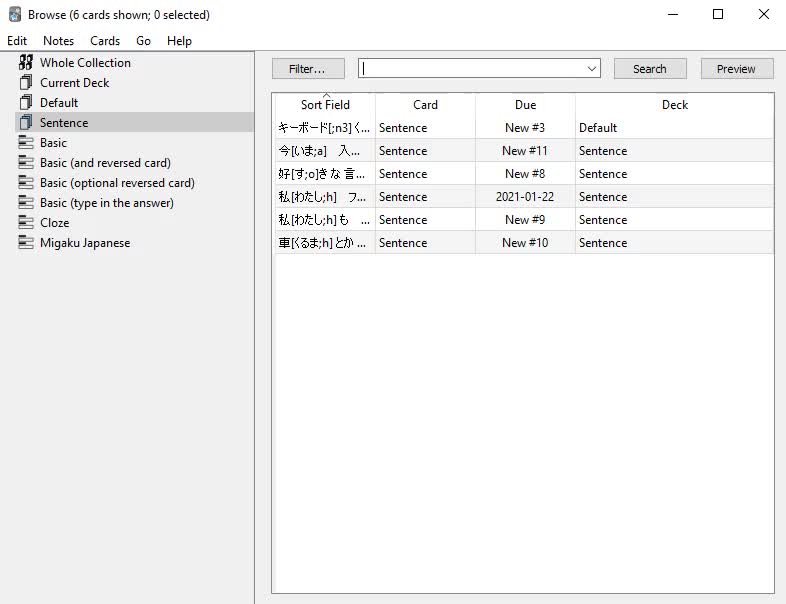 Browse (6 cards shown; 0 selected)
Edit Notes Cards Go Help
Whole Collection
Current Deck
Default
Sentence
Basic
Basic (and reversed card)
Basic (optional reversed card)
Basic (type in the answer)
Cloze
Migaku Japanese
Filter... Search Preview
Sort Field Card Due Deck
キーボード[;n3]く... Sentence New #3 Default
今[いま;a] 入... Sentence New #11 Sentence
好[す;o]きな 言... Sentence New #8 Sentence
私[わたし;h] フ... Sentence 2021-01-22 Sentence
私[わたし;h]も ... Sentence New #9 Sentence
車[くるま;h]とか ... Sentence New #10 Sentence